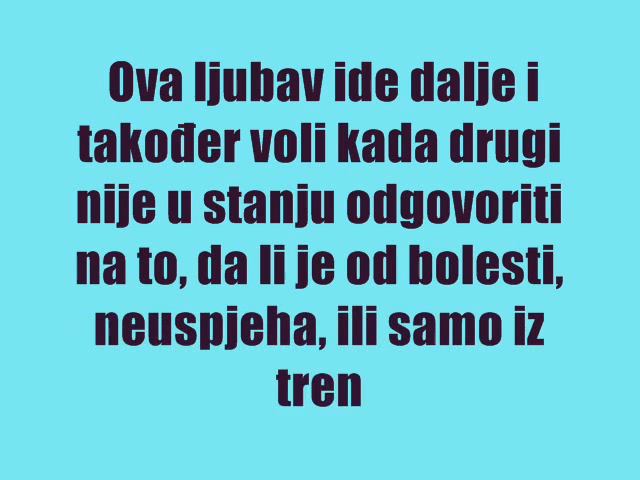 Ova ljubav ide dalje i
također voli kada drugi
nije u stanju odgovoriti
na to, da li je od bolesti,
neuspjeha, ili samo iz
tren